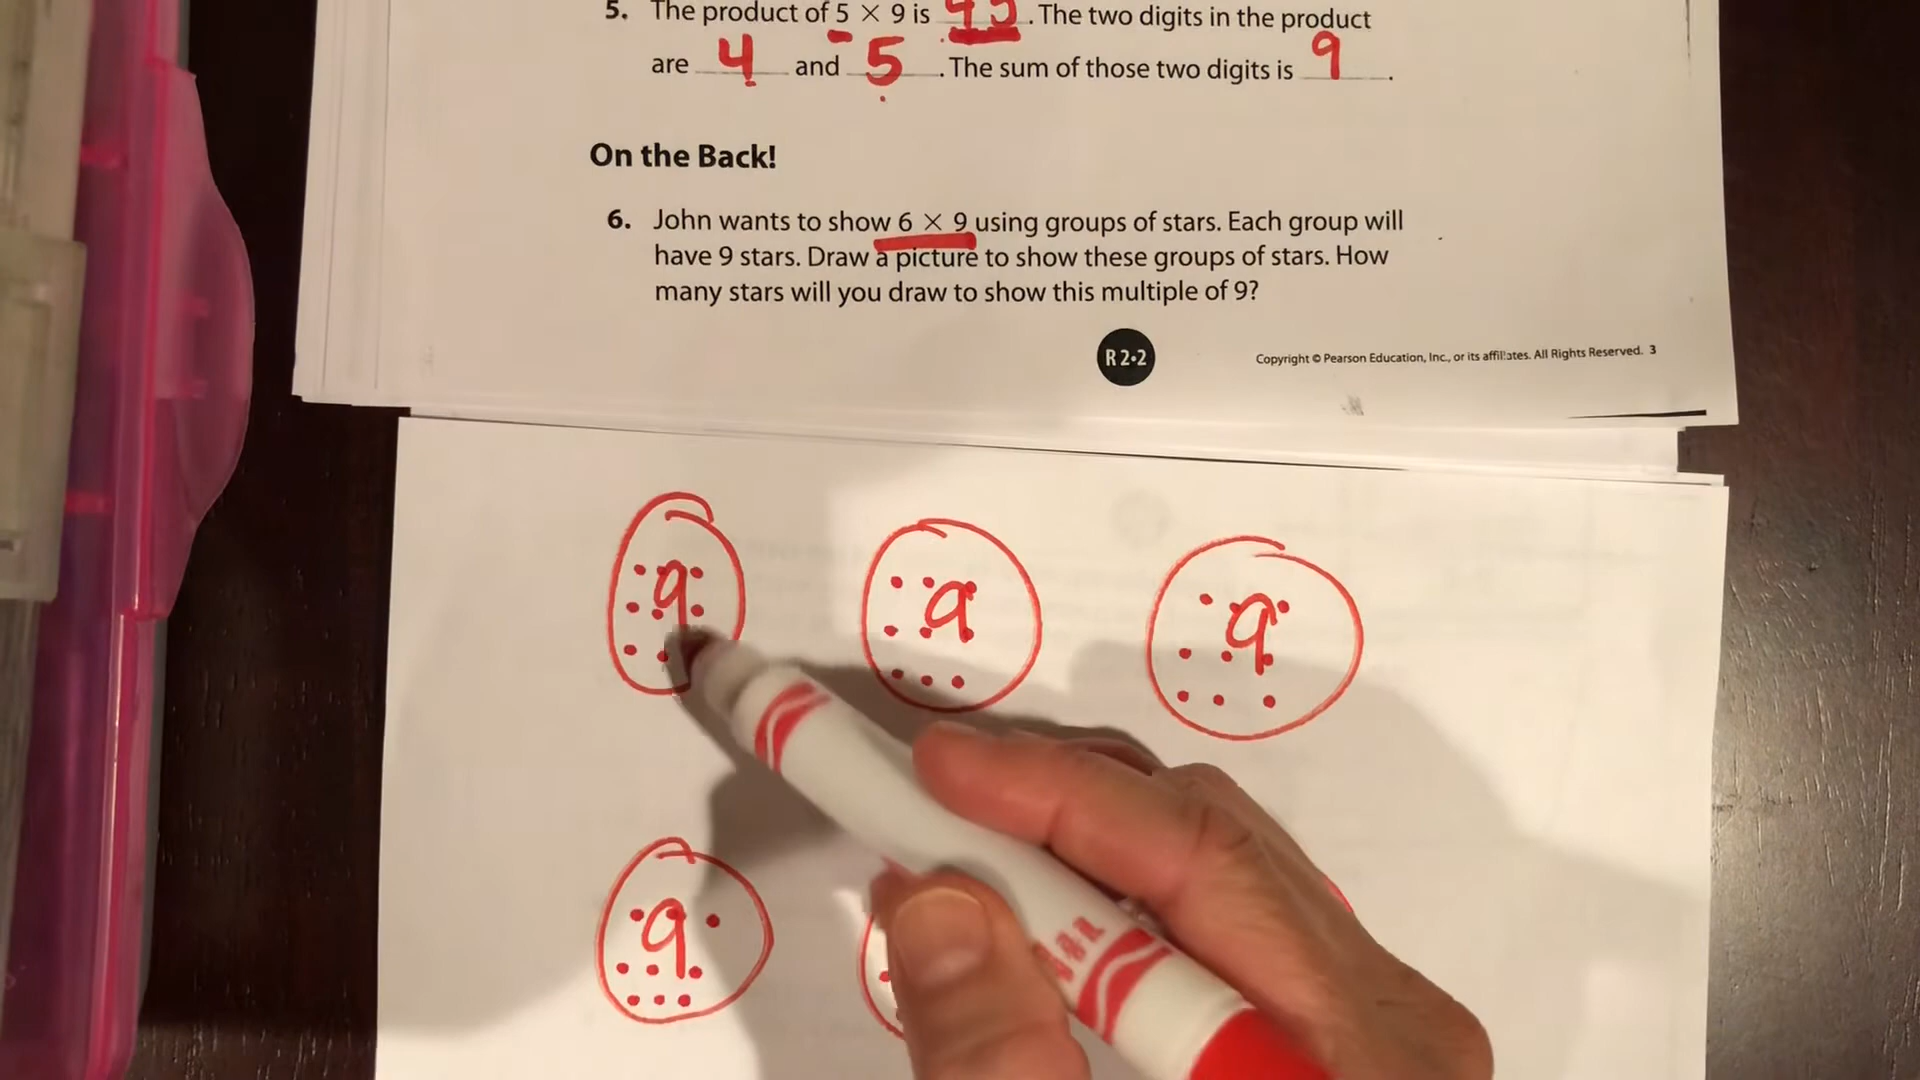 5. The product of 5 × 9 is 45. The two digits in the product
are 4 and 5. The sum of those two digits is 9.
On the Back!
6. John wants to show 6 × 9 using groups of stars. Each group will
have 9 stars. Draw a picture to show these groups of stars. How
many stars will you draw to show this multiple of 9?
R 2•2
Copyright © Pearson Education, Inc., or its affiliates. All Rights Reserved. 3
9 9 9
9